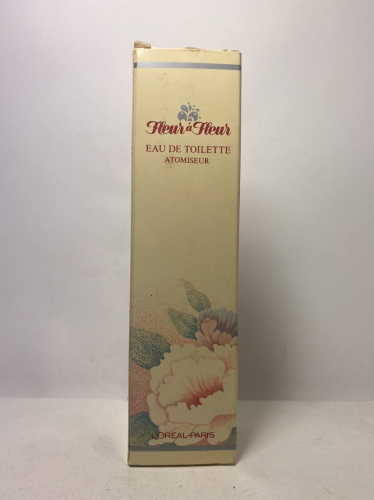 Fleur à Fleur
EAU DE TOILETTE
ATOMISEUR
L'ORÉAL-PARIS